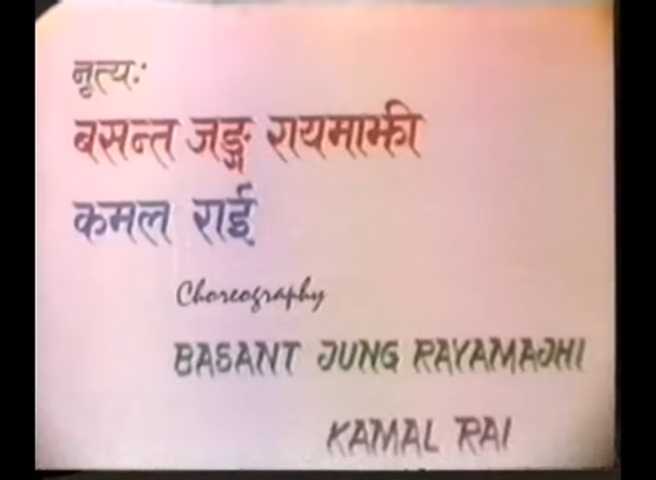 नृत्यः
बसन्त जङ्ग रायमाझी
कमल राई
Choreography
BASANT JUNG RAYAMAJHI
KAMAL RAI